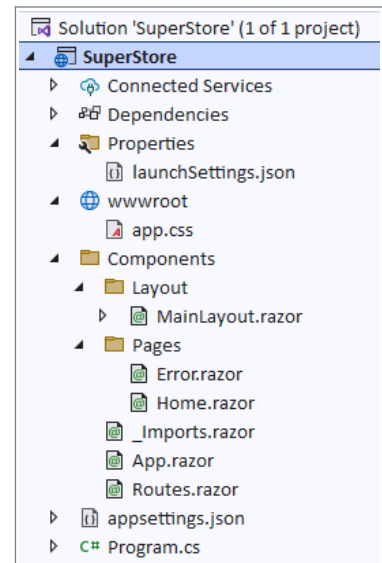 Solution 'SuperStore' (1 of 1 project)
SuperStore
Connected Services
Dependencies
Properties
launchSettings.json
wwwroot
app.css
Components
Layout
MainLayout.razor
Pages
Error.razor
Home.razor
_Imports.razor
App.razor
Routes.razor
appsettings.json
C# Program.cs